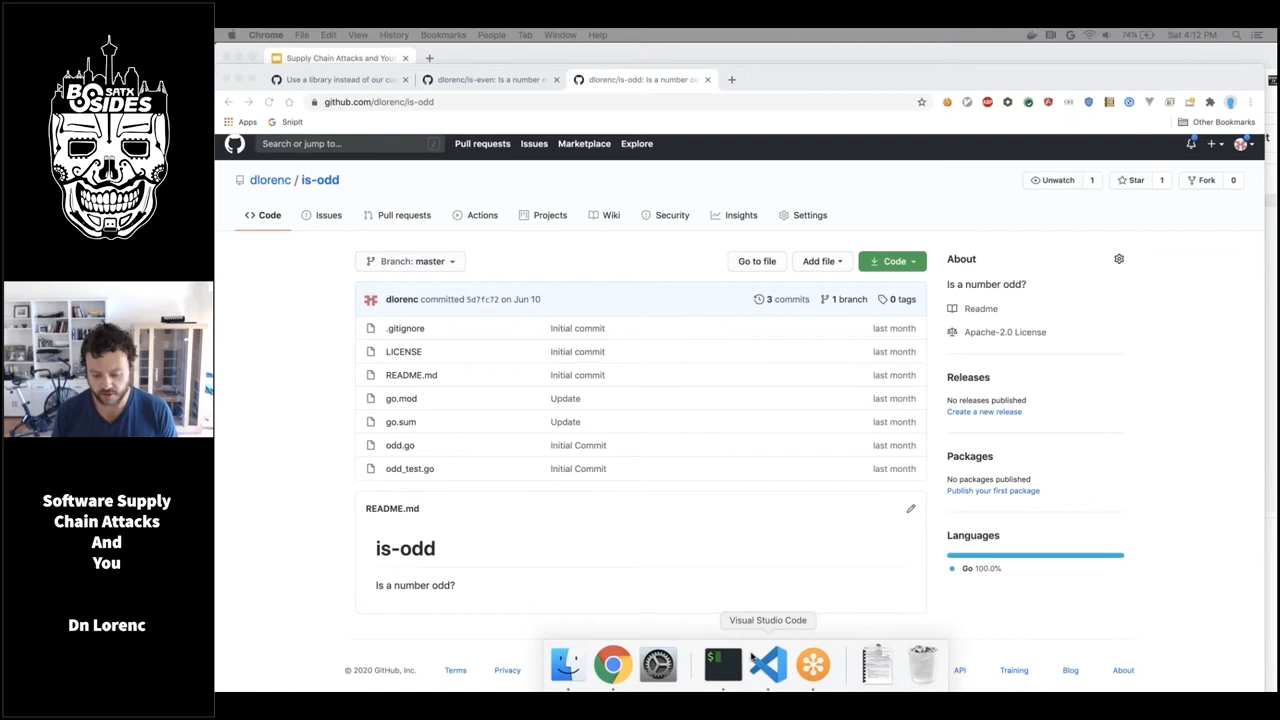 BSIDES
SATX
Software Supply
Chain Attacks
And
You
Dn Lorenc
Chrome File Edit View History Bookmarks People Tab Window Help
74% Sat 4:12 PM
Supply Chain Attacks and You
Use a library instead of our cu
dlorenc/is-even: Is a number e
dlorenc/is-odd: Is a number od
github.com/dlorenc/is-odd
Apps SnipIt Other Bookmarks
Search or jump to... /
Pull requests Issues Marketplace Explore
dlorenc / is-odd
Unwatch 1 Star 1 Fork 0
Code Issues Pull requests Actions Projects Wiki Security Insights Settings
Branch: master
Go to file Add file Code
dlorenc committed 5d7fc72 on Jun 10 3 commits 1 branch 0 tags
.gitignore Initial commit last month
LICENSE Initial commit last month
README.md Initial commit last month
go.mod Update last month
go.sum Update last month
odd.go Initial Commit last month
odd_test.go Initial Commit last month
README.md
is-odd
Is a number odd?
About
Is a number odd?
Readme
Apache-2.0 License
Releases
No releases published
Create a new release
Packages
No packages published
Publish your first package
Languages
Go 100.0%
Visual Studio Code
© 2020 GitHub, Inc. Terms Privacy API Training Blog About